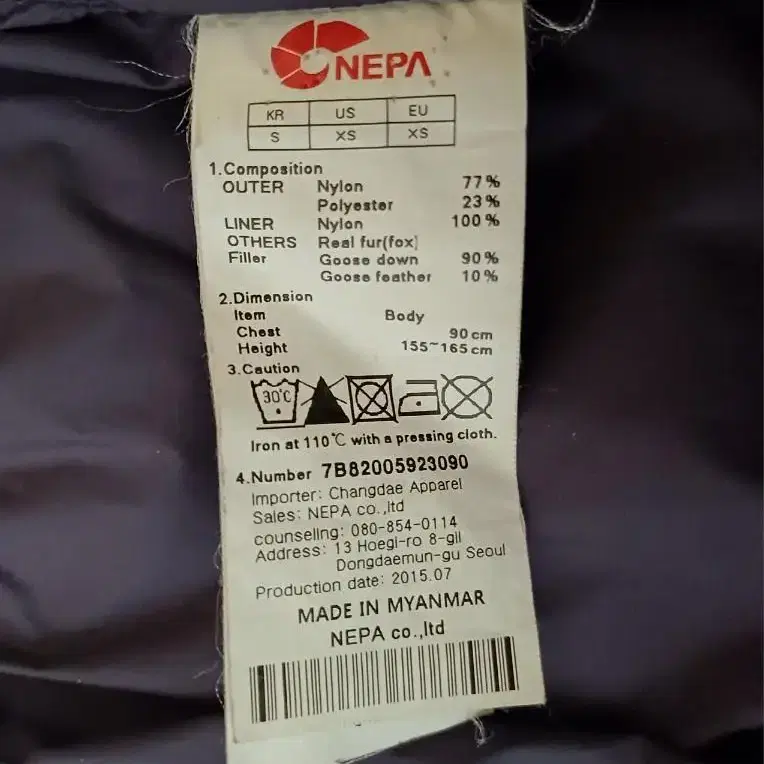 NEPA
KR US EU
S XS XS
1.Composition
OUTER Nylon 77%
Polyester 23%
LINER Nylon 100%
OTHERS Real fur(fox)
Filler Goose down 90%
Goose feather 10%
2.Dimension
Item Body
Chest 90cm
Height 155~165cm
3.Caution
30℃
Iron at 110℃ with a pressing cloth.
4.Number 7B82005923090
Importer: Changdae Apparel
Sales: NEPA co.,ltd
counseling: 080-854-0114
Address: 13 Hoegi-ro 8-gil
Dongdaemun-gu Seoul
Production date: 2015.07
MADE IN MYANMAR
NEPA co.,ltd